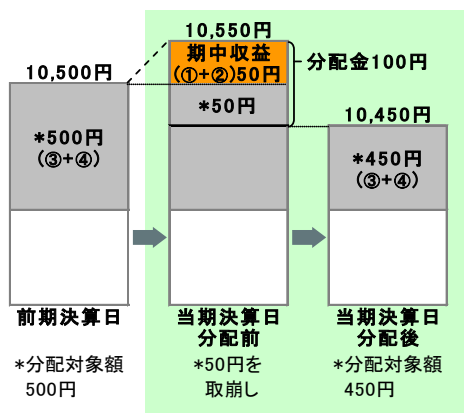 10,550円
期中収益
(①+②)50円
分配金100円
10,500円
*50円
10,450円
*500円
(③+④)
*450円
(③+④)
前期決算日
当期決算日
分配前
当期決算日
分配後
*分配対象額
500円
*50円を
取崩し
*分配対象額
450円